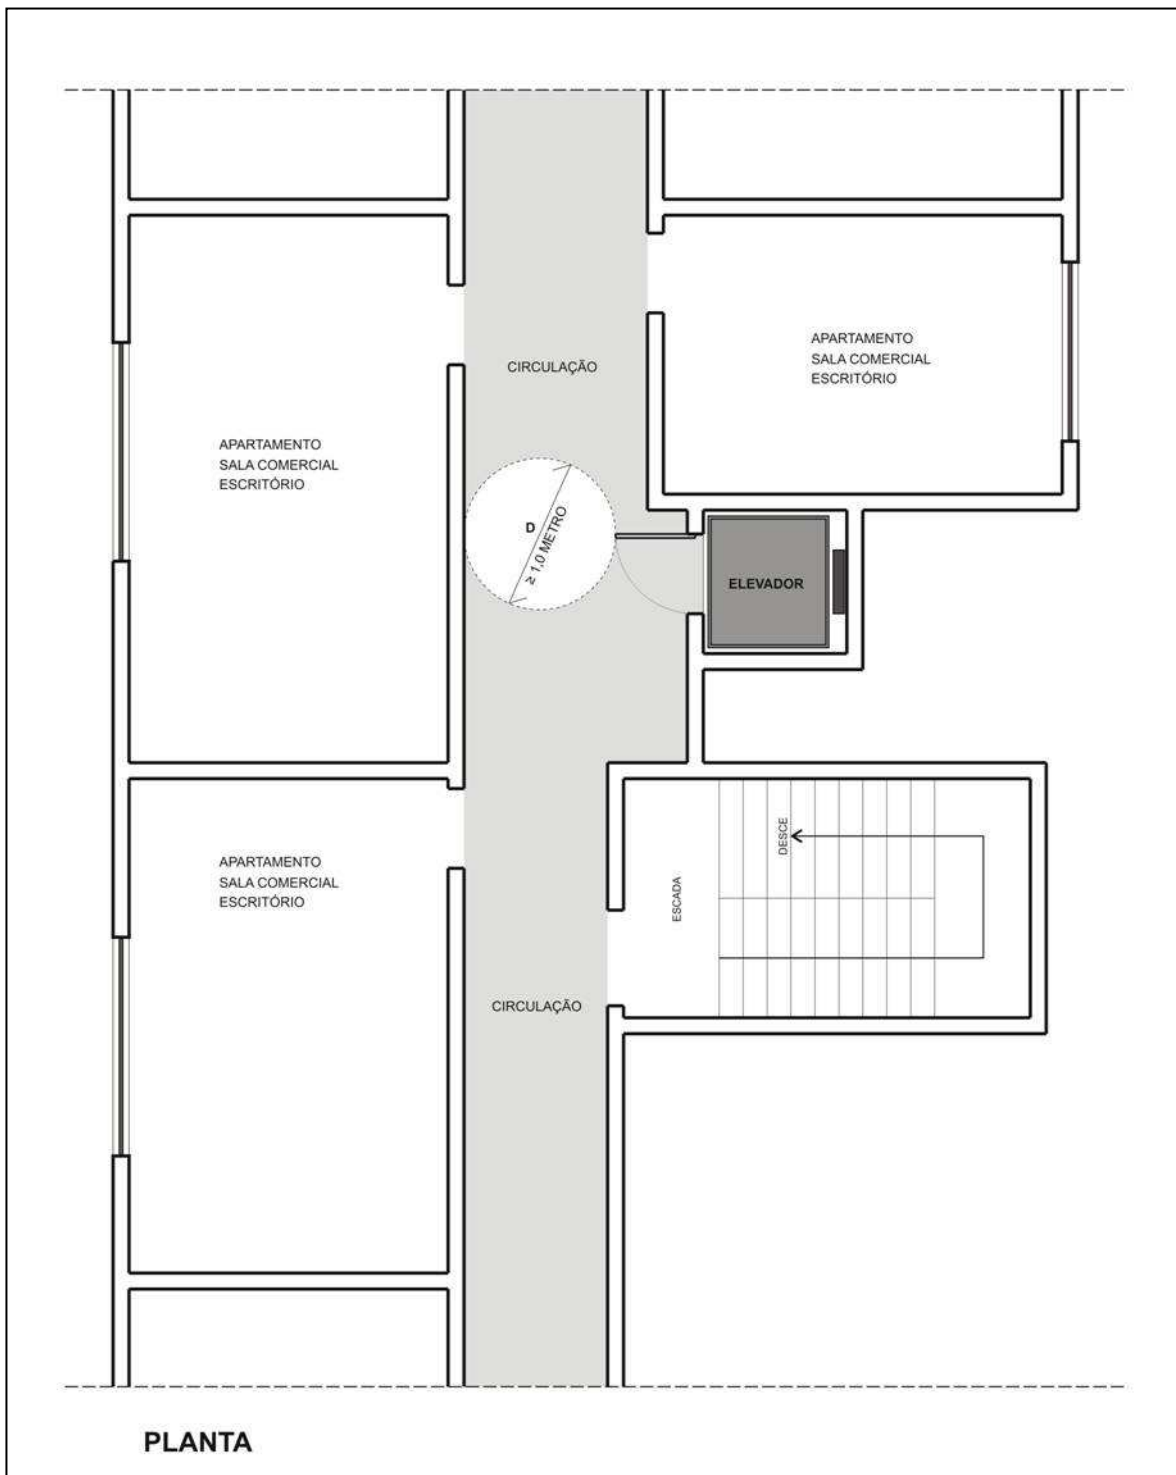 CIRCULAÇÃO
APARTAMENTO
SALA COMERCIAL
ESCRITÓRIO
APARTAMENTO
SALA COMERCIAL
ESCRITÓRIO
D
≥ 1,0 METRO
ELEVADOR
APARTAMENTO
SALA COMERCIAL
ESCRITÓRIO
DESCE
ESCADA
CIRCULAÇÃO
PLANTA